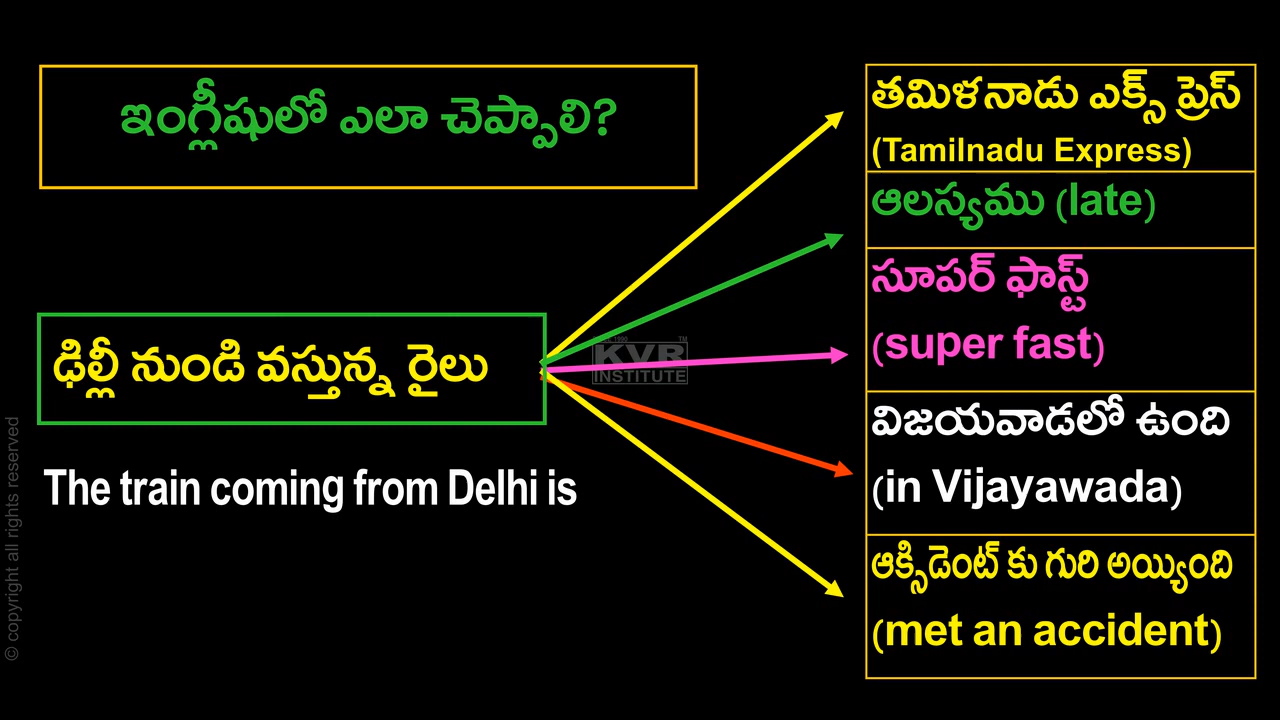 ఇంగ్లీషులో ఎలా చెప్పాలి?
ఢిల్లీ నుండి వస్తున్న రైలు
The train coming from Delhi is
తమిళనాడు ఎక్స్ ప్రెస్
(Tamilnadu Express)
ఆలస్యము (late)
సూపర్ ఫాస్ట్
(super fast)
విజయవాడలో ఉంది
(in Vijayawada)
ఆక్సిడెంట్ కు గురి అయ్యింది
(met an accident)
KVR
INSTITUTE
© copyright all rights reserved